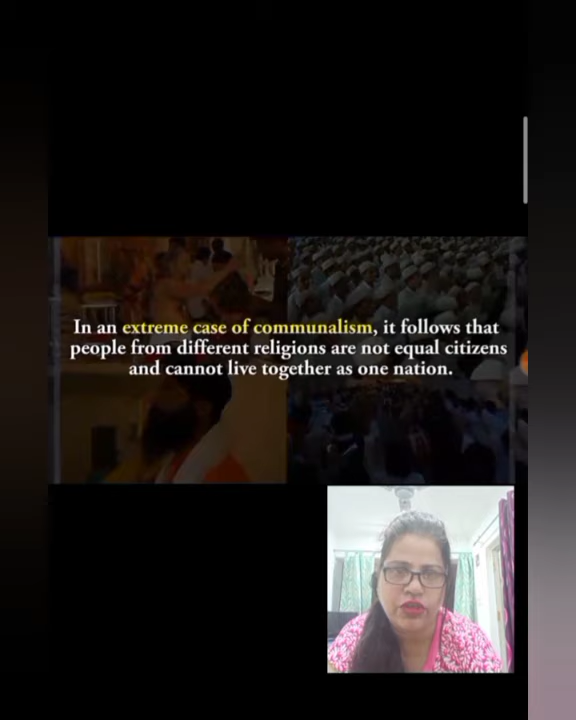 In an extreme case of communalism, it follows that
people from different religions are not equal citizens
and cannot live together as one nation.